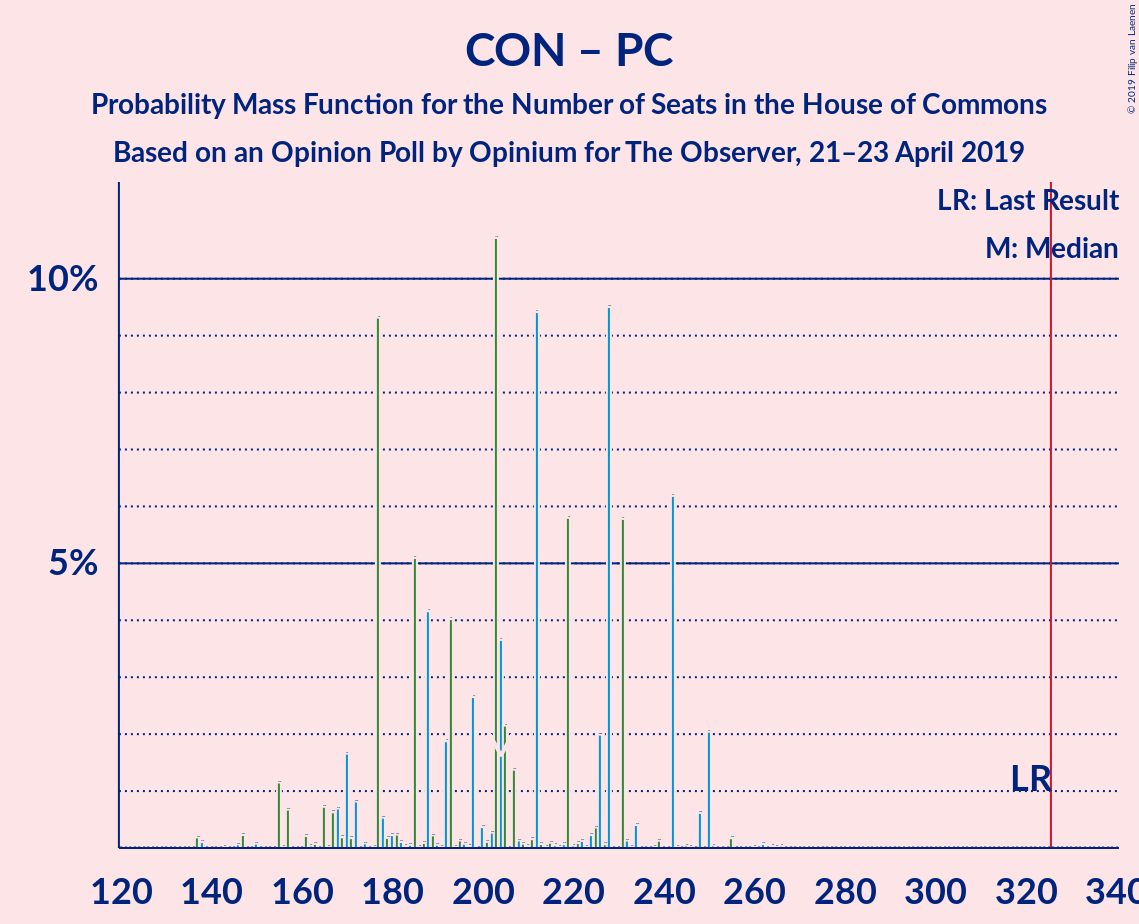 © 2019 Filip van Laenen
CON – PC
Probability Mass Function for the Number of Seats in the House of Commons
Based on an Opinion Poll by Opinium for The Observer, 21–23 April 2019
LR: Last Result
M: Median
10%
5%
LR
120 140 160 180 200 220 240 260 280 300 320 340